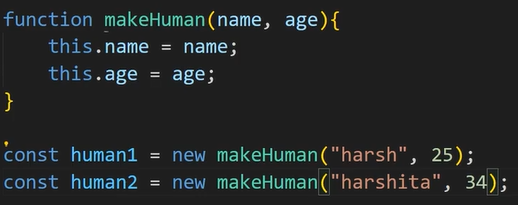 function makeHuman(name, age){
    this.name = name;
    this.age = age;
}
const human1 = new makeHuman("harsh", 25);
const human2 = new makeHuman("harshita", 34);